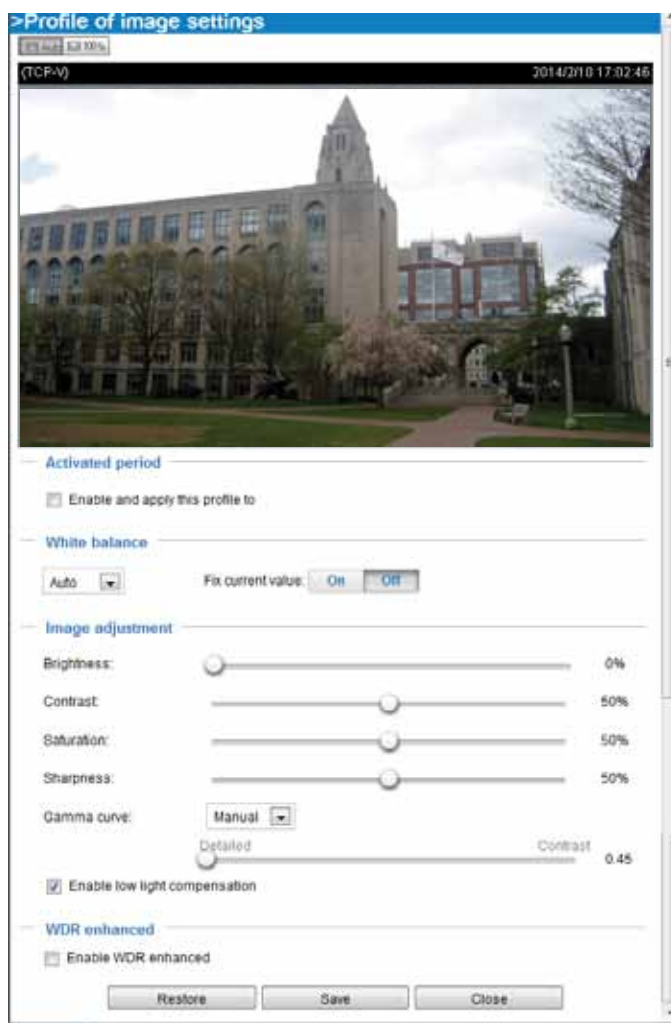 >Profile of image settings
Auto 100%
(TCP-V) 2014/2/10 17:02:46
Activated period
Enable and apply this profile to
White balance
Auto Fix current value: On Off
Image adjustment
Brightness: 0%
Contrast: 50%
Saturation: 50%
Sharpness: 50%
Gamma curve: Manual
Detailed Contrast
0.45
Enable low light compensation
WDR enhanced
Enable WDR enhanced
Restore Save Close